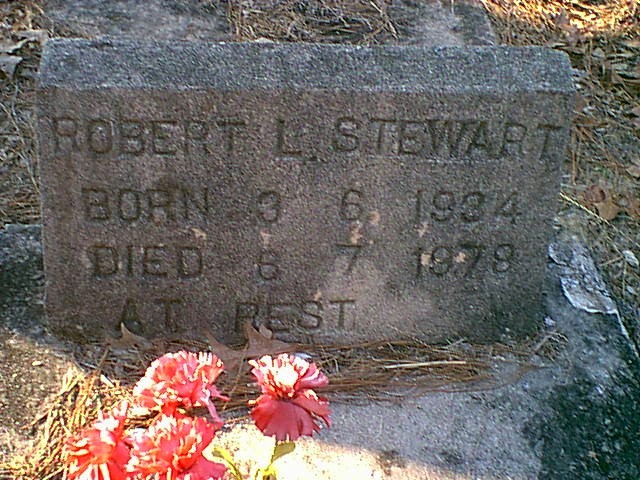 ROBERT L. STEWART
BORN 3 6 1934
DIED 6 7 1978
AT REST